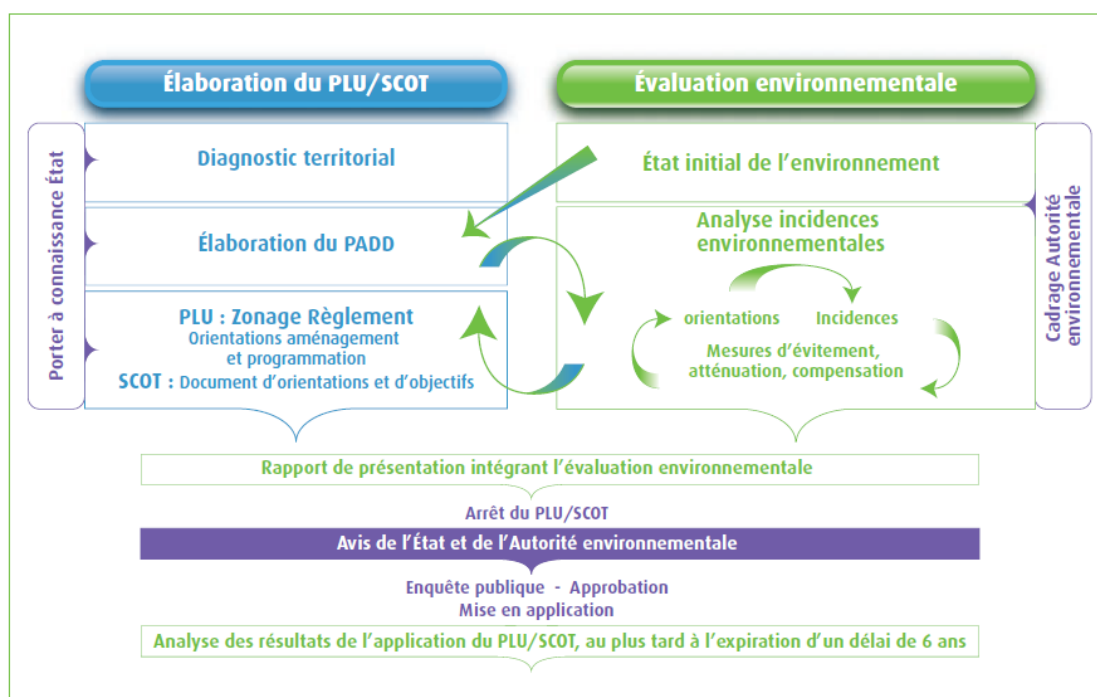 Élaboration du PLU/SCOT
Évaluation environnementale
Porter à connaissance État
Diagnostic territorial
Élaboration du PADD
PLU : Zonage Règlement
Orientations aménagement
et programmation
SCOT : Document d’orientations et d’objectifs
État initial de l’environnement
Analyse incidences
environnementales
orientations
Incidences
Mesures d’évitement,
atténuation, compensation
Cadrage Autorité
environnementale
Rapport de présentation intégrant l’évaluation environnementale
Arrêt du PLU/SCOT
Avis de l’État et de l’Autorité environnementale
Enquête publique - Approbation
Mise en application
Analyse des résultats de l’application du PLU/SCOT, au plus tard à l’expiration d’un délai de 6 ans